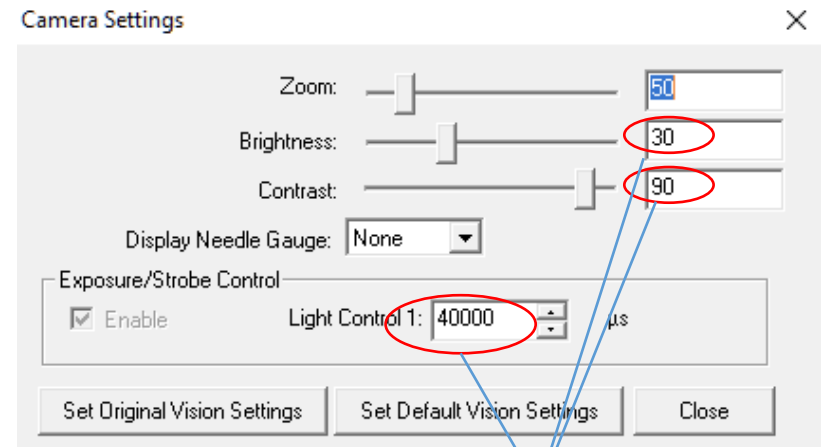 Camera Settings
Zoom: 50
Brightness: 30
Contrast: 90
Display Needle Gauge: None
Exposure/Strobe Control
Enable Light Control 1: 40000 µs
Set Original Vision Settings Set Default Vision Settings Close